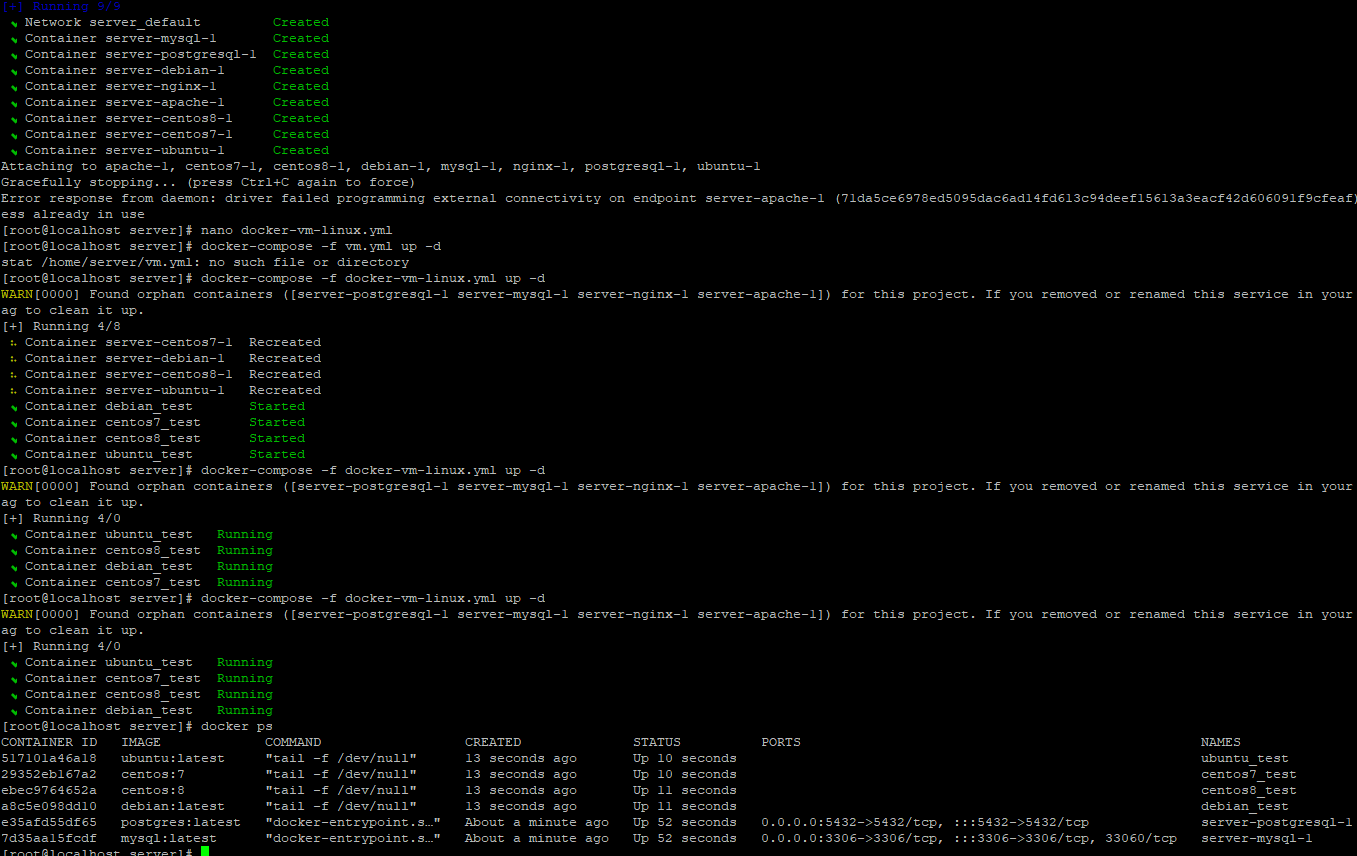 [+] Running 9/9
Network server_default Created
Container server-mysql-1 Created
Container server-postgresql-1 Created
Container server-debian-1 Created
Container server-nginx-1 Created
Container server-apache-1 Created
Container server-centos8-1 Created
Container server-centos7-1 Created
Container server-ubuntu-1 Created
Attaching to apache-1, centos7-1, centos8-1, debian-1, mysql-1, nginx-1, postgresql-1, ubuntu-1
Gracefully stopping... (press Ctrl+C again to force)
Error response from daemon: driver failed programming external connectivity on endpoint server-apache-1 (71da5ce6978ed5095dac6ad14fd613c94deef15613a3eacf42d606091f9cfeaf)
ess already in use
[root@localhost server]# nano docker-vm-linux.yml
[root@localhost server]# docker-compose -f vm.yml up -d
stat /home/server/vm.yml: no such file or directory
[root@localhost server]# docker-compose -f docker-vm-linux.yml up -d
WARN[0000] Found orphan containers ([server-postgresql-1 server-mysql-1 server-nginx-1 server-apache-1]) for this project. If you removed or renamed this service in your
ag to clean it up.
[+] Running 4/8
Container server-centos7-1 Recreated
Container server-debian-1 Recreated
Container server-centos8-1 Recreated
Container server-ubuntu-1 Recreated
Container debian_test Started
Container centos7_test Started
Container centos8_test Started
Container ubuntu_test Started
[root@localhost server]# docker-compose -f docker-vm-linux.yml up -d
WARN[0000] Found orphan containers ([server-postgresql-1 server-mysql-1 server-nginx-1 server-apache-1]) for this project. If you removed or renamed this service in your
ag to clean it up.
[+] Running 4/0
Container ubuntu_test Running
Container centos8_test Running
Container debian_test Running
Container centos7_test Running
[root@localhost server]# docker-compose -f docker-vm-linux.yml up -d
WARN[0000] Found orphan containers ([server-postgresql-1 server-mysql-1 server-nginx-1 server-apache-1]) for this project. If you removed or renamed this service in your
ag to clean it up.
[+] Running 4/0
Container ubuntu_test Running
Container centos7_test Running
Container centos8_test Running
Container debian_test Running
[root@localhost server]# docker ps
CONTAINER ID IMAGE COMMAND CREATED STATUS PORTS NAMES
517101a46a18 ubuntu:latest "tail -f /dev/null" 13 seconds ago Up 10 seconds ubuntu_test
29352eb167a2 centos:7 "tail -f /dev/null" 13 seconds ago Up 10 seconds centos7_test
ebec9764652a centos:8 "tail -f /dev/null" 13 seconds ago Up 11 seconds centos8_test
a8c5e098dd10 debian:latest "tail -f /dev/null" 13 seconds ago Up 11 seconds debian_test
e35afd55df65 postgres:latest "docker-entrypoint.s…" About a minute ago Up 52 seconds 0.0.0.0:5432->5432/tcp, :::5432->5432/tcp server-postgresql-1
7d35aa15fcdf mysql:latest "docker-entrypoint.s…" About a minute ago Up 52 seconds 0.0.0.0:3306->3306/tcp, :::3306->3306/tcp, 33060/tcp server-mysql-1
[root@localhost server]#